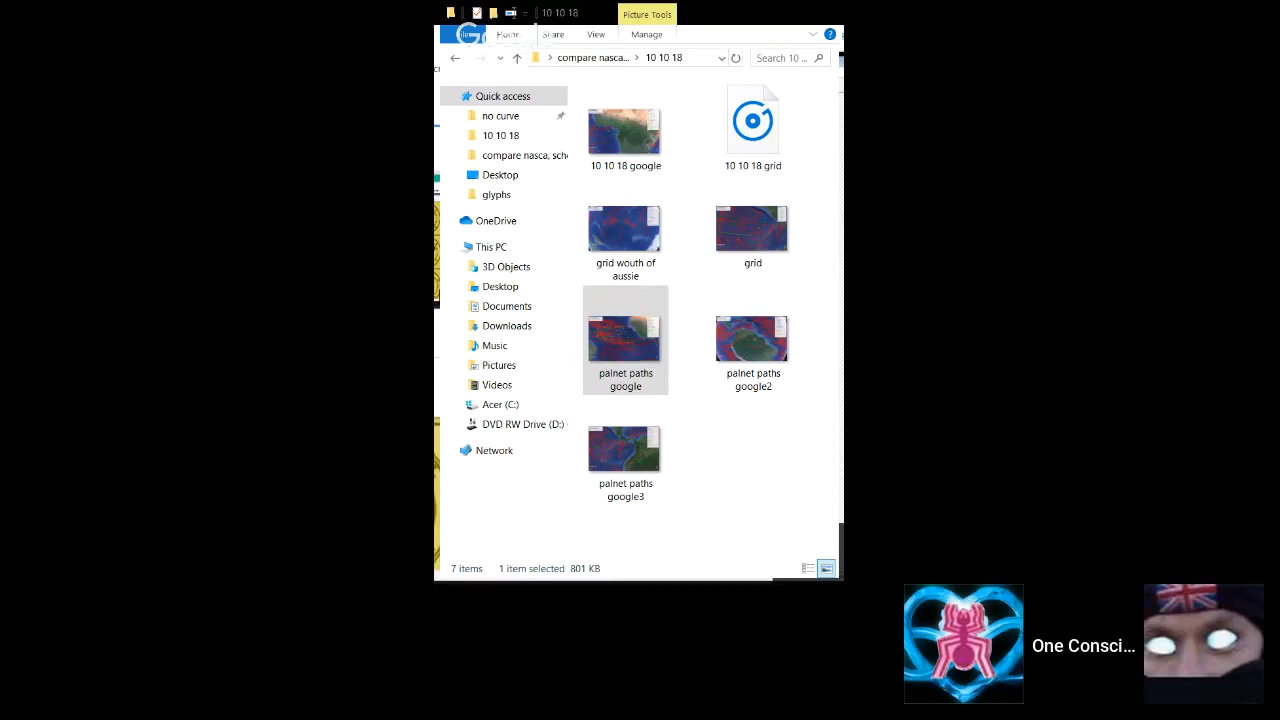 10 10 18
Picture Tools
Home
Share
View
Manage
compare nasca...
10 10 18
Search 10 ...
Quick access
no curve
10 10 18
compare nasca, sch
Desktop
glyphs
OneDrive
This PC
3D Objects
Desktop
Documents
Downloads
Music
Pictures
Videos
Acer (C:)
DVD RW Drive (D:)
Network
10 10 18 google
10 10 18 grid
grid wouth of
aussie
grid
palnet paths
google
palnet paths
google2
palnet paths
google3
7 items
1 item selected
801 KB
One Consci...